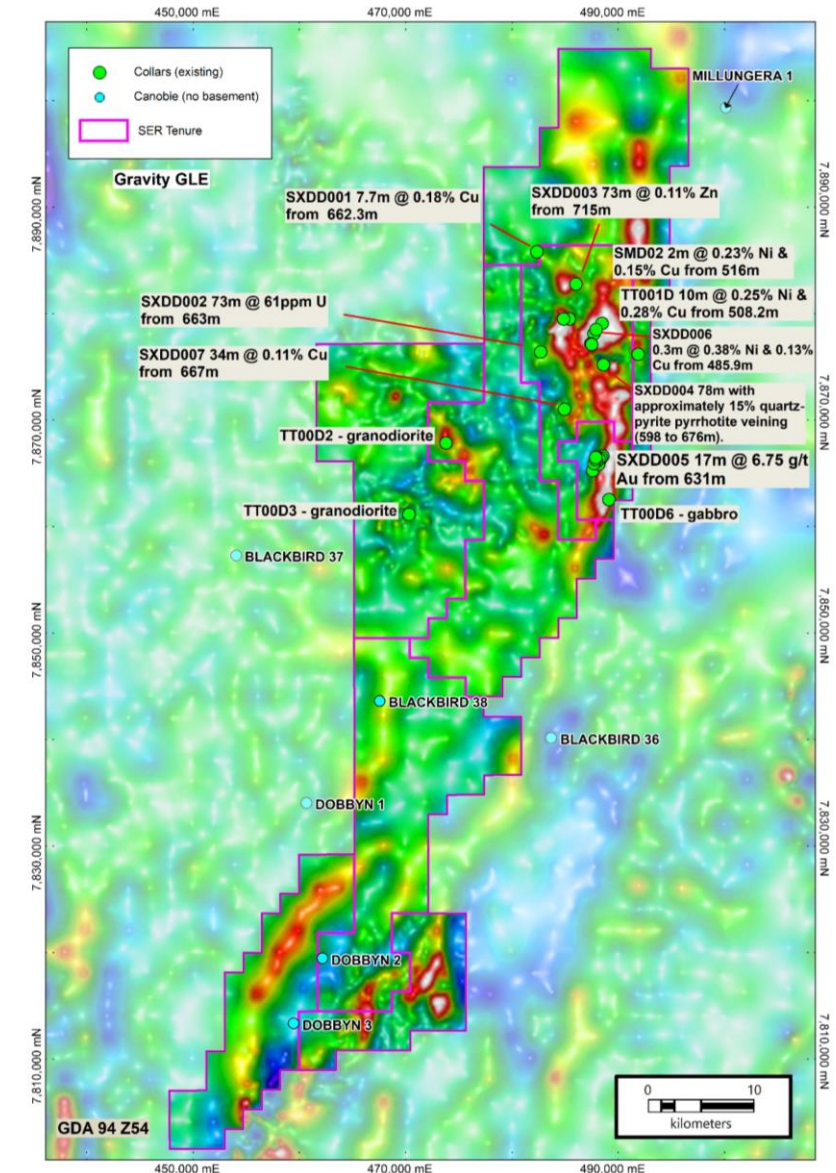 450,000 mE
470,000 mE
490,000 mE
Collars (existing)
Canobie (no basement)
SER Tenure
Gravity GLE
MILLUNGERA 1
7,890,000 mN
7,890,000 mN
SXDD001 7.7m @ 0.18% Cu
from 662.3m
SXDD003 73m @ 0.11% Zn
from 715m
SMD02 2m @ 0.23% Ni &
0.15% Cu from 516m
TT001D 10m @ 0.25% Ni &
0.28% Cu from 508.2m
SXDD002 73m @ 61ppm U
from 663m
SXDD006
0.3m @ 0.38% Ni & 0.13%
Cu from 485.9m
SXDD007 34m @ 0.11% Cu
from 667m
SXDD004 78m with
approximately 15% quartz-
pyrite pyrrhotite veining
(598 to 676m).
7,870,000 mN
7,870,000 mN
TT00D2 - granodiorite
SXDD005 17m @ 6.75 g/t
Au from 631m
TT00D3 - granodiorite
TT00D6 - gabbro
BLACKBIRD 37
7,850,000 mN
7,850,000 mN
BLACKBIRD 38
BLACKBIRD 36
DOBBYN 1
7,830,000 mN
7,830,000 mN
DOBBYN 2
DOBBYN 3
7,810,000 mN
7,810,000 mN
0 10
kilometers
GDA 94 Z54
450,000 mE
470,000 mE
490,000 mE